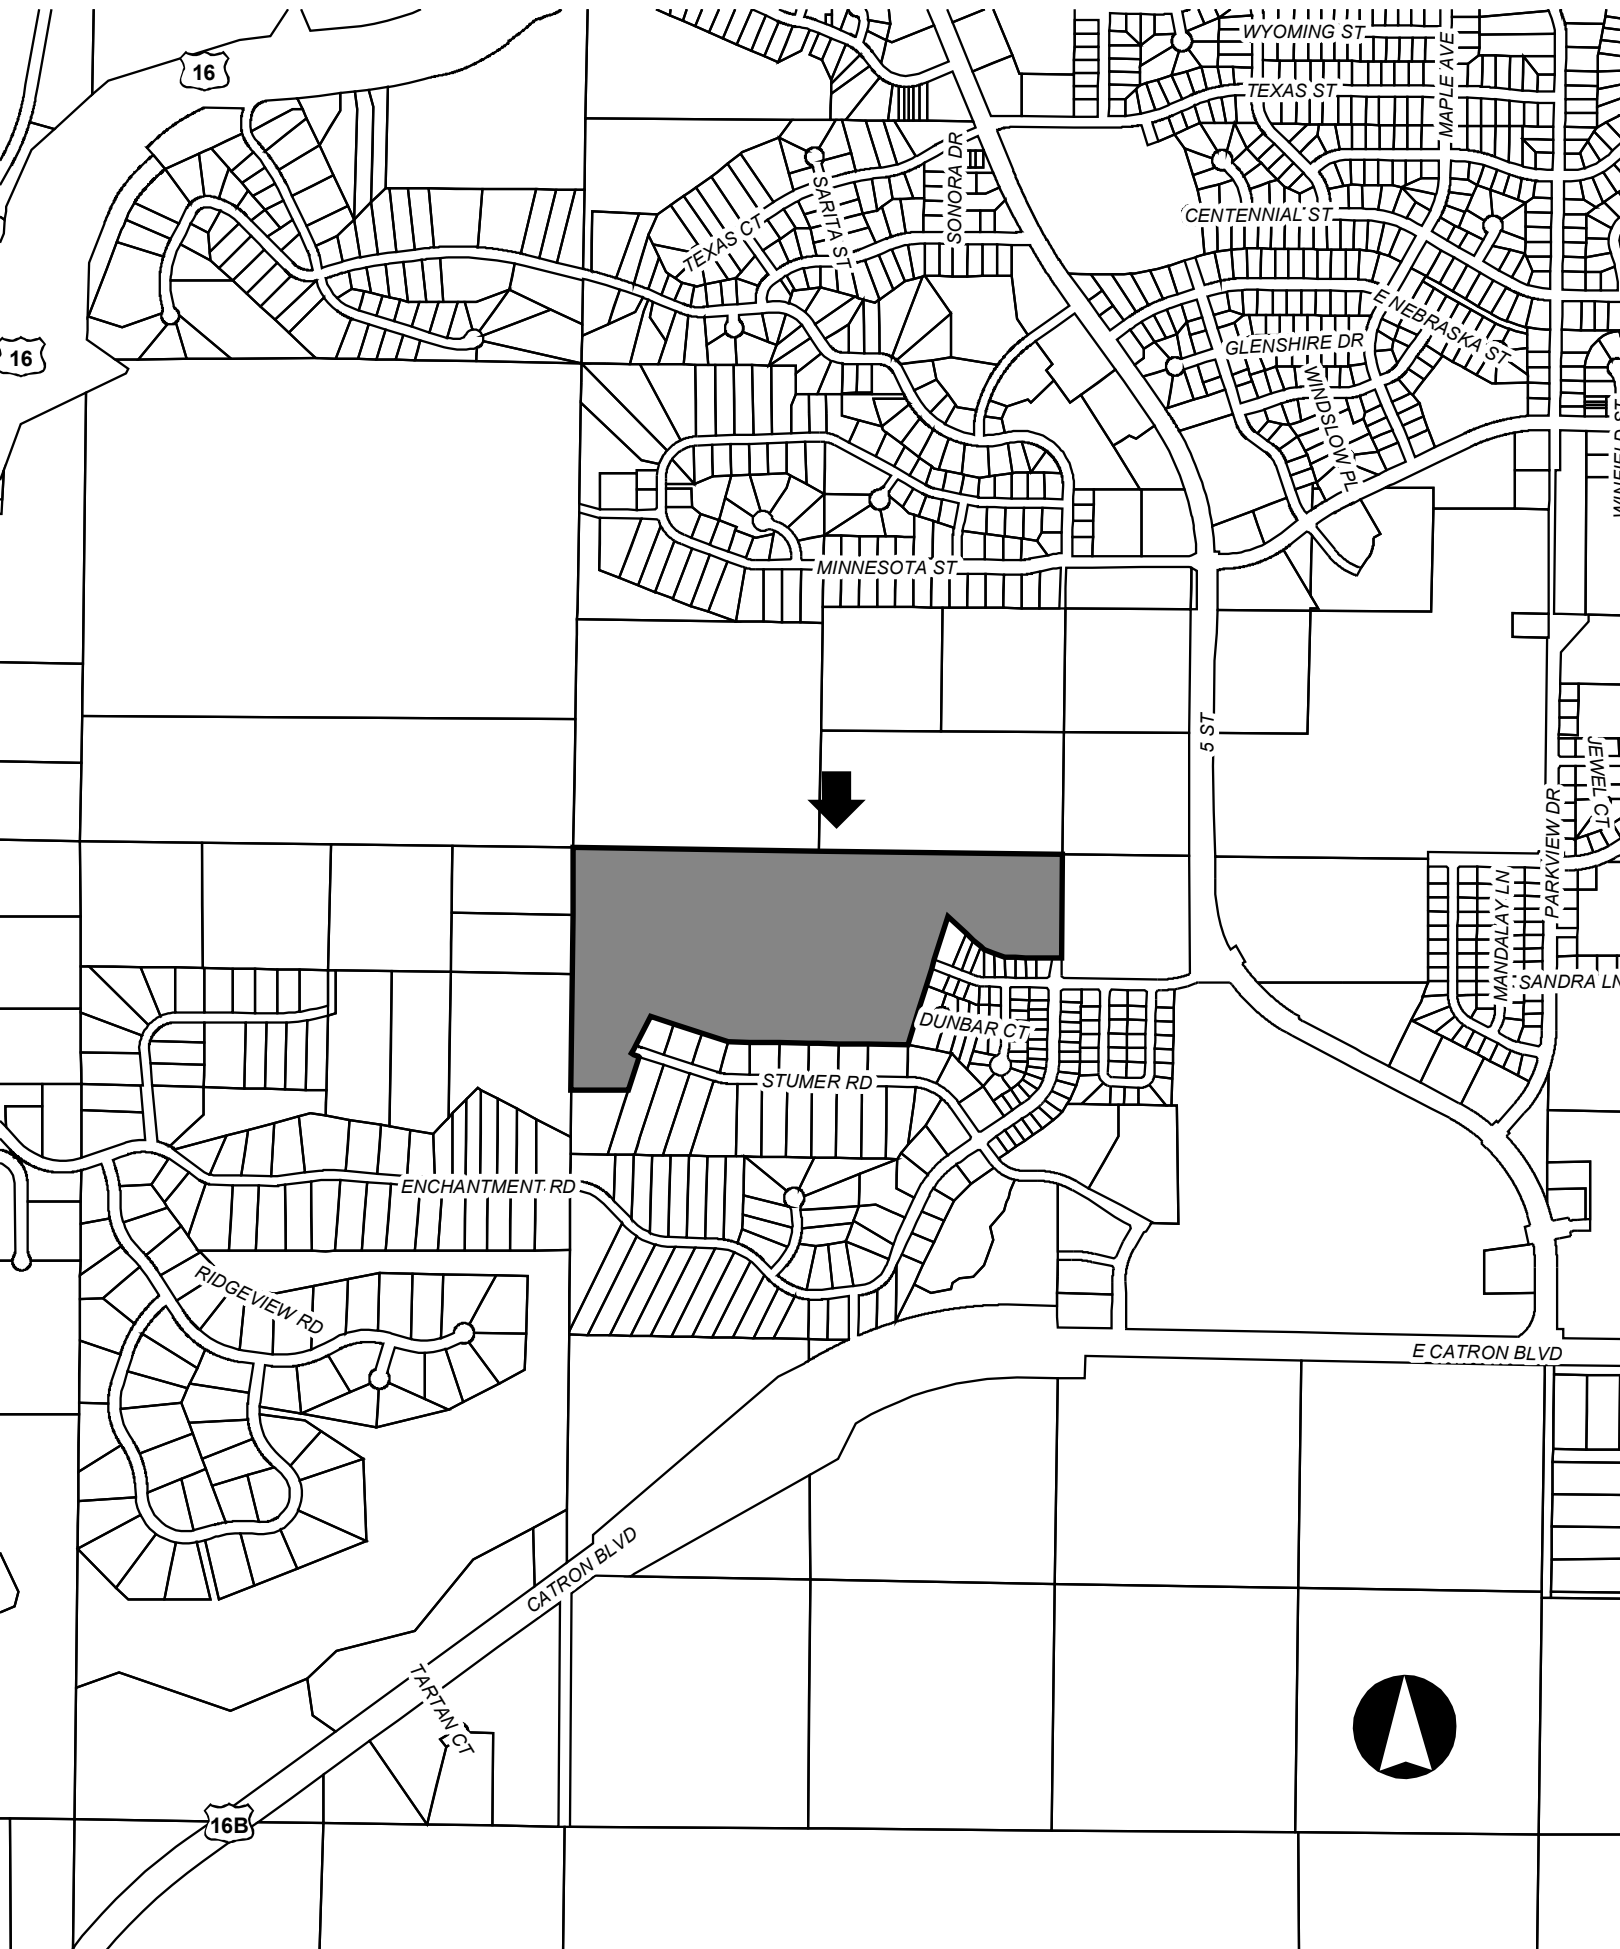 WYOMING ST
MAPLE AVE
16
TEXAS ST
SONORA DR
SARITA ST
CENTENNIAL ST
TEXAS CT
E NEBRASKA ST
16
GLENSHIRE DR
WINDSLOW PL
MINNESOTA ST
5 ST
JEWEL CT
PARKVIEW DR
MANDALAY LN
SANDRA LN
DUNBAR CT
STUMER RD
ENCHANTMENT RD
RIDGEVIEW RD
E CATRON BLVD
CATRON BLVD
TARTAN CT
16B